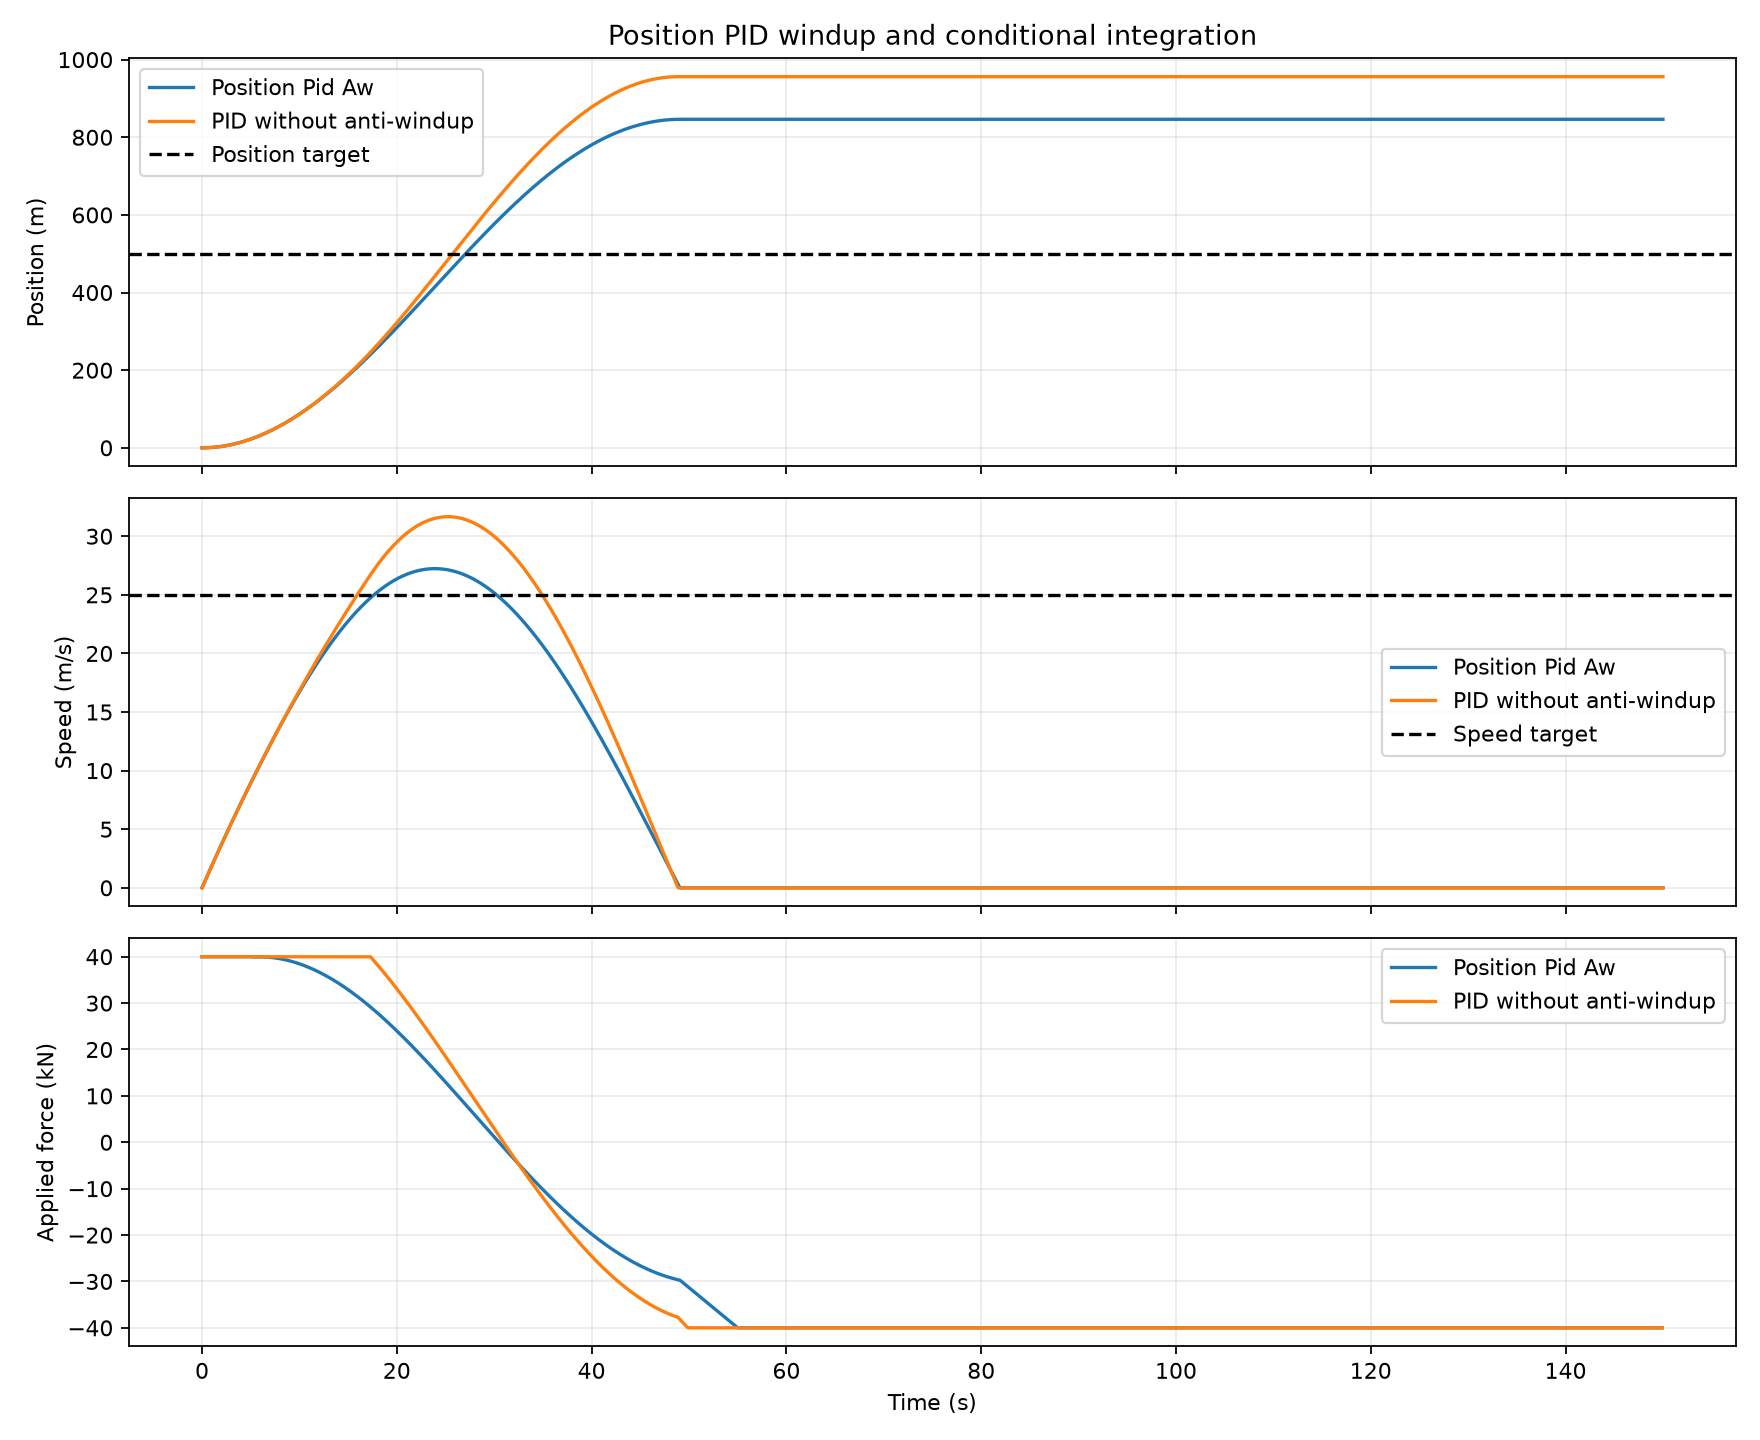 Position PID windup and conditional integration
1000
800
600
400
200
0
Position (m)
Position Pid Aw
PID without anti-windup
Position target
30
25
20
15
10
5
0
Speed (m/s)
Position Pid Aw
PID without anti-windup
Speed target
40
30
20
10
0
−10
−20
−30
−40
Applied force (kN)
Position Pid Aw
PID without anti-windup
0 20 40 60 80 100 120 140
Time (s)